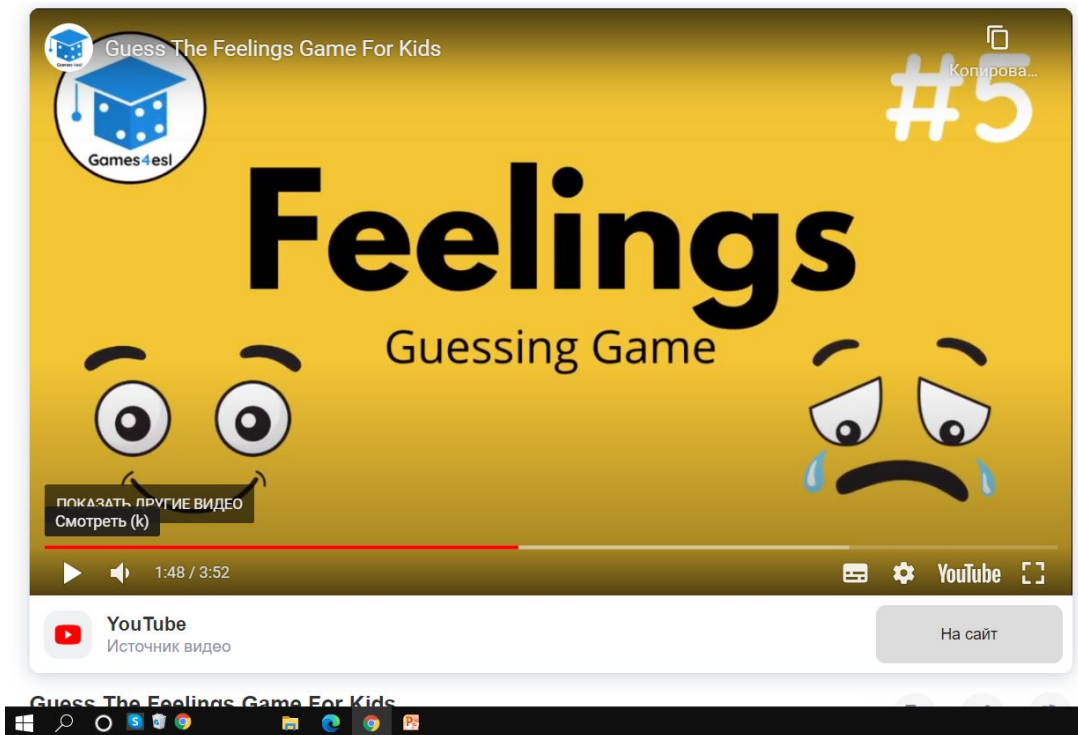 Guess The Feelings Game For Kids
Копирова...
#5
Games4esl
Feelings
Guessing Game
ПОКАЗАТЬ ДРУГИЕ ВИДЕО
Смотреть (k)
1:48 / 3:52
YouTube
YouTube
Источник видео
На сайт
Guess The Feelings Game For Kids